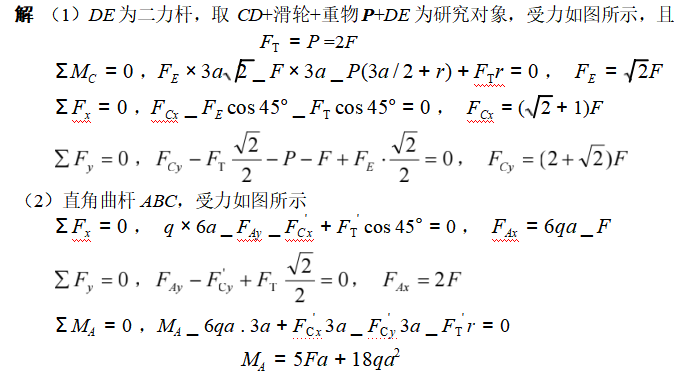 解 （1）DE 为二力杆，取 CD+滑轮+重物 P+DE 为研究对象，受力如图所示，且
F_T = P =2F
ΣM_C = 0 , F_E × 3a√2 _ F × 3a _ P(3a / 2 + r) + F_T r = 0 , F_E = √2F
ΣF_x = 0 , F_Cx _ F_E cos 45° _ F_T cos 45° = 0 , F_Cx = (√2 + 1)F
ΣF_y = 0, F_Cy − F_T √2/2 − P − F + F_E · √2/2 = 0, F_Cy = (2 + √2)F
（2）直角曲杆 ABC，受力如图所示
ΣF_x = 0 , q × 6a _ F_Ay _ F'_Cx + F'_T cos 45° = 0 , F_Ax = 6qa _ F
ΣF_y = 0, F_Ay − F'_Cy + F_T √2/2 = 0, F_Ax = 2F
ΣM_A = 0 , M_A _ 6qa . 3a + F'_Cx 3a _ F'_Cy 3a _ F'_T r = 0
M_A = 5Fa + 18qa²